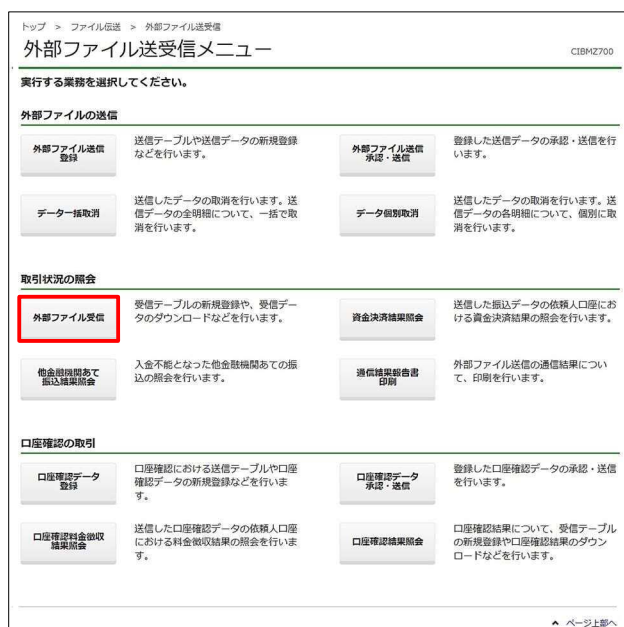 トップ > ファイル伝送 > 外部ファイル送受信
外部ファイル送受信メニュー
CIBMZ700
実行する業務を選択してください。
外部ファイルの送信
外部ファイル送信
登録
送信テーブルや送信データの新規登録
などを行います。
外部ファイル送信
承認・送信
登録した送信データの承認・送信を行
います。
データ一括取消
送信したデータの取消を行います。送
信データの全明細について、一括で取
消を行います。
データ個別取消
送信したデータの取消を行います。送
信データの各明細について、個別に取
消を行います。
取引状況の照会
外部ファイル受信
受信テーブルの新規登録や、受信デー
タのダウンロードなどを行います。
資金決済結果照会
送信した振込データの依頼人口座にお
ける資金決済結果の照会を行います。
他金融機関あて
振込結果照会
入金不能となった他金融機関あての振
込の照会を行います。
通信結果報告書
印刷
外部ファイル送信の通信結果につい
て、印刷を行います。
口座確認の取引
口座確認データ
登録
口座確認における送信テーブルや口座
確認データの新規登録などを行いま
す。
口座確認データ
承認・送信
登録した口座確認データの承認・送信
を行います。
口座確認料金徴収
結果照会
送信した口座確認データの依頼人口座
における料金徴収結果の照会を行いま
す。
口座確認結果照会
口座確認結果について、受信テーブル
の新規登録や口座確認結果のダウン
ロードなどを行います。
ページ上部へ